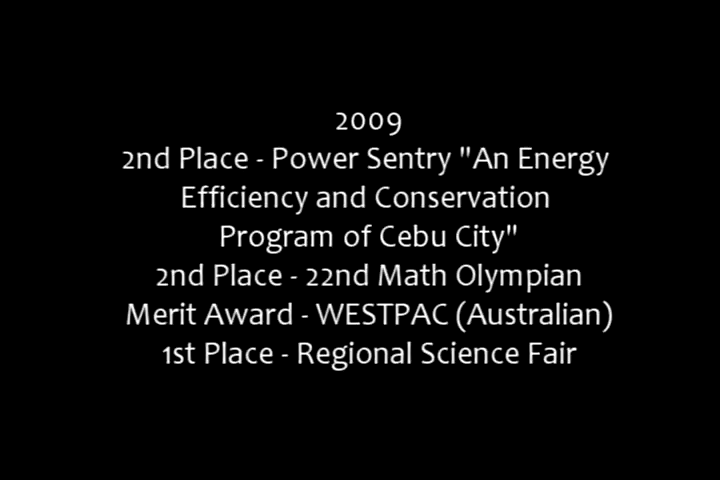 2009
2nd Place - Power Sentry "An Energy
Efficiency and Conservation
Program of Cebu City"
2nd Place - 22nd Math Olympian
Merit Award - WESTPAC (Australian)
1st Place - Regional Science Fair